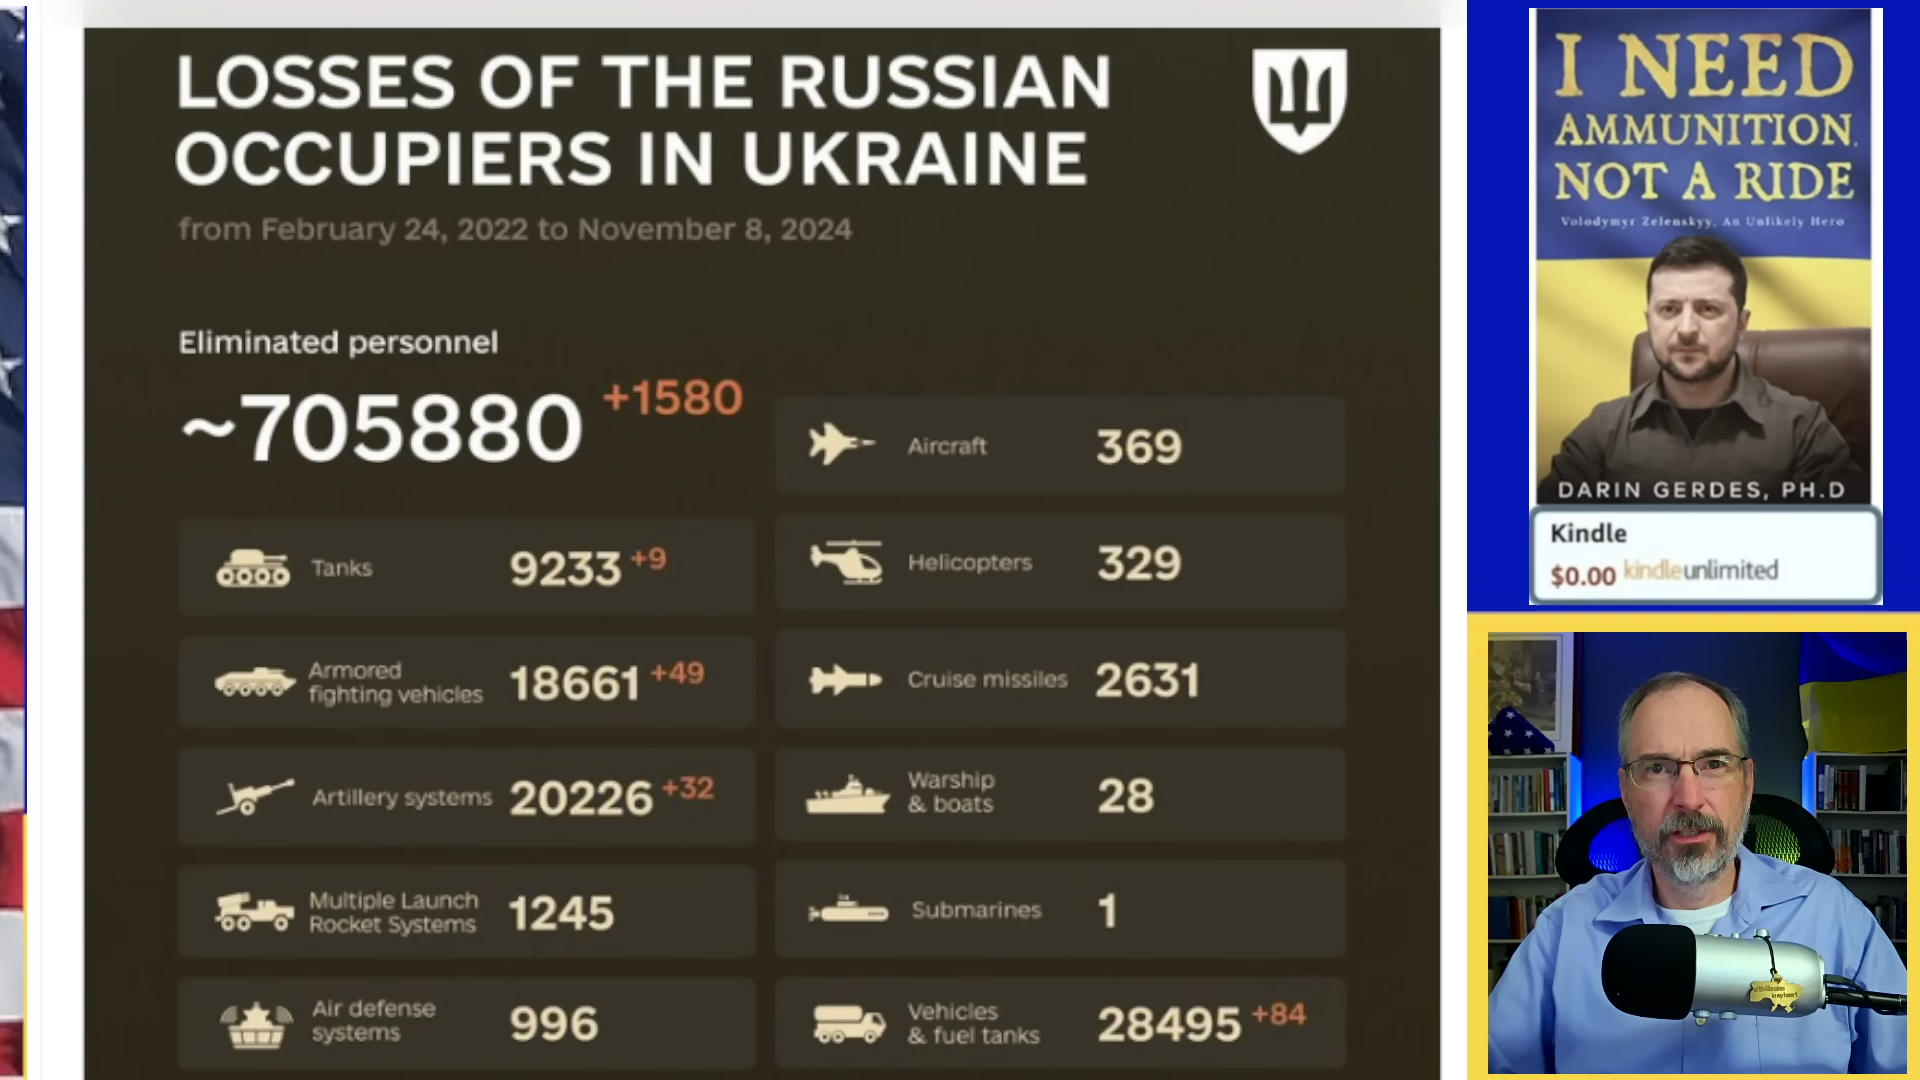 LOSSES OF THE RUSSIAN
OCCUPIERS IN UKRAINE
from February 24, 2022 to November 8, 2024
Eliminated personnel
~705880 +1580
Tanks 9233 +9
Armored
fighting vehicles 18661 +49
Artillery systems 20226 +32
Multiple Launch
Rocket Systems 1245
Air defense
systems 996
Aircraft 369
Helicopters 329
Cruise missiles 2631
Warship
& boats 28
Submarines 1
Vehicles
& fuel tanks 28495 +84
I NEED
AMMUNITION,
NOT A RIDE
Volodymyr Zelenskyy, An Unlikely Hero
DARIN GERDES, PH.D
Kindle
$0.00 kindleunlimited